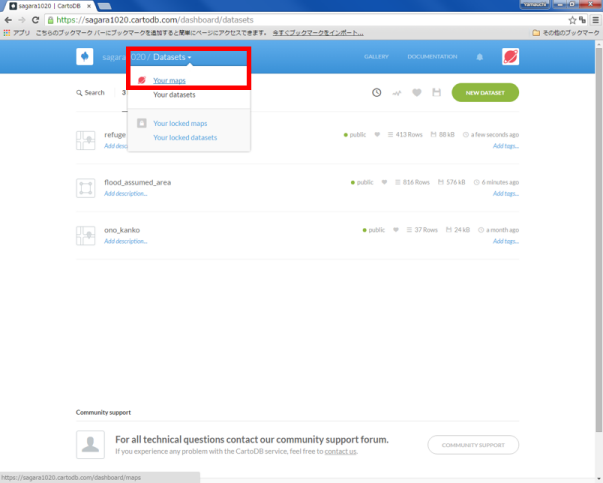 sagara1020 | CartoDB
Yamauchi
https://sagara1020.cartodb.com/dashboard/datasets
アプリ こちらのブックマーク バーにブックマークを追加すると簡単にページにアクセスできます。 今すぐブックマークをインポート...
その他のブックマーク
sagara1020 / Datasets
GALLERY DOCUMENTATION
Your maps
Your datasets
Your locked maps
Your locked datasets
Search 3
NEW DATASET
refuge
public 413 Rows 88 kB a few seconds ago
Add desc
Add tags...
flood_assumed_area
public 816 Rows 576 kB 6 minutes ago
Add description...
Add tags...
ono_kanko
public 37 Rows 24 kB a month ago
Add description...
Add tags...
Community support
For all technical questions contact our community support forum.
If you experience any problem with the CartoDB service, feel free to contact us.
COMMUNITY SUPPORT
https://sagara1020.cartodb.com/dashboard/maps